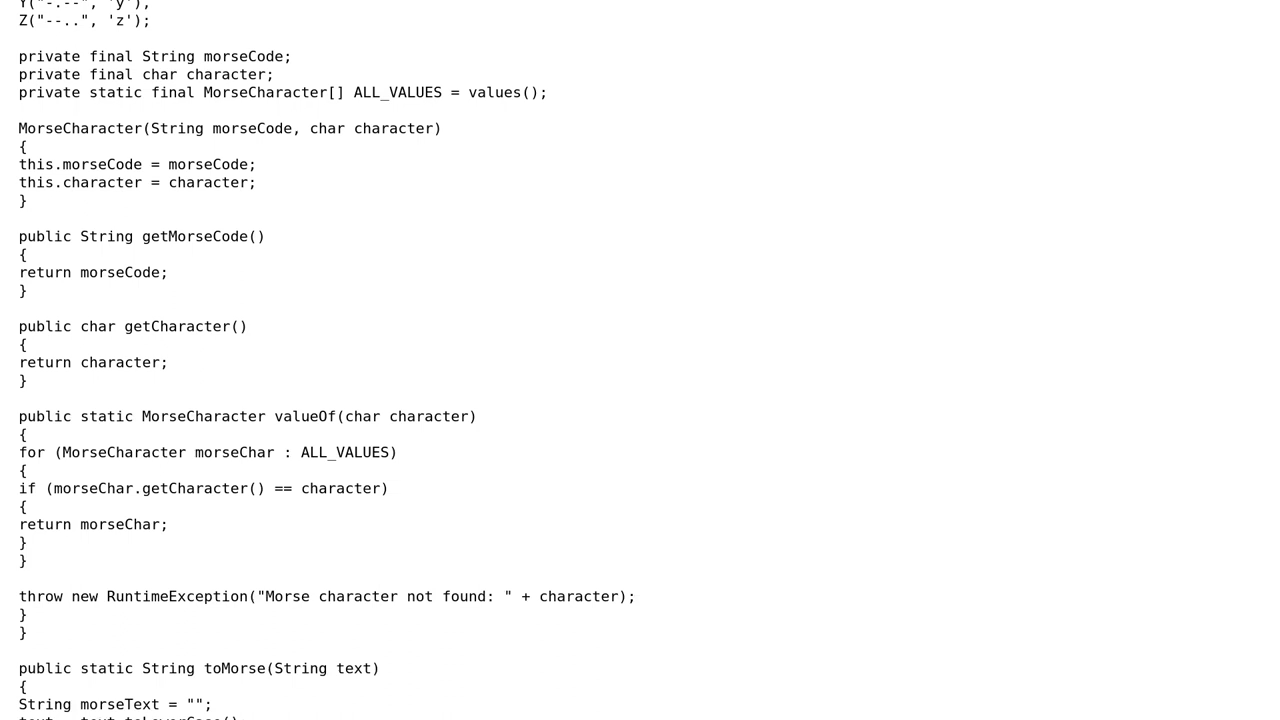 Y("-.--", 'y'),
Z("--..", 'z');

private final String morseCode;
private final char character;
private static final MorseCharacter[] ALL_VALUES = values();

MorseCharacter(String morseCode, char character)
{
this.morseCode = morseCode;
this.character = character;
}

public String getMorseCode()
{
return morseCode;
}

public char getCharacter()
{
return character;
}

public static MorseCharacter valueOf(char character)
{
for (MorseCharacter morseChar : ALL_VALUES)
{
if (morseChar.getCharacter() == character)
{
return morseChar;
}
}

throw new RuntimeException("Morse character not found: " + character);
}
}

public static String toMorse(String text)
{
String morseText = "";
text = text.toLowerCase()